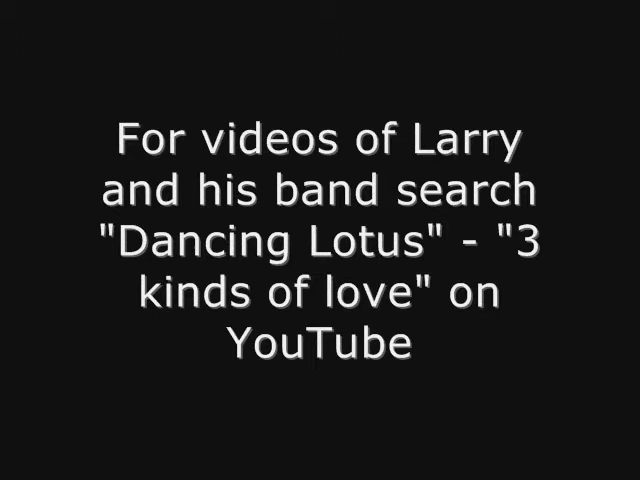 For videos of Larry
and his band search
"Dancing Lotus" - "3
kinds of love" on
YouTube